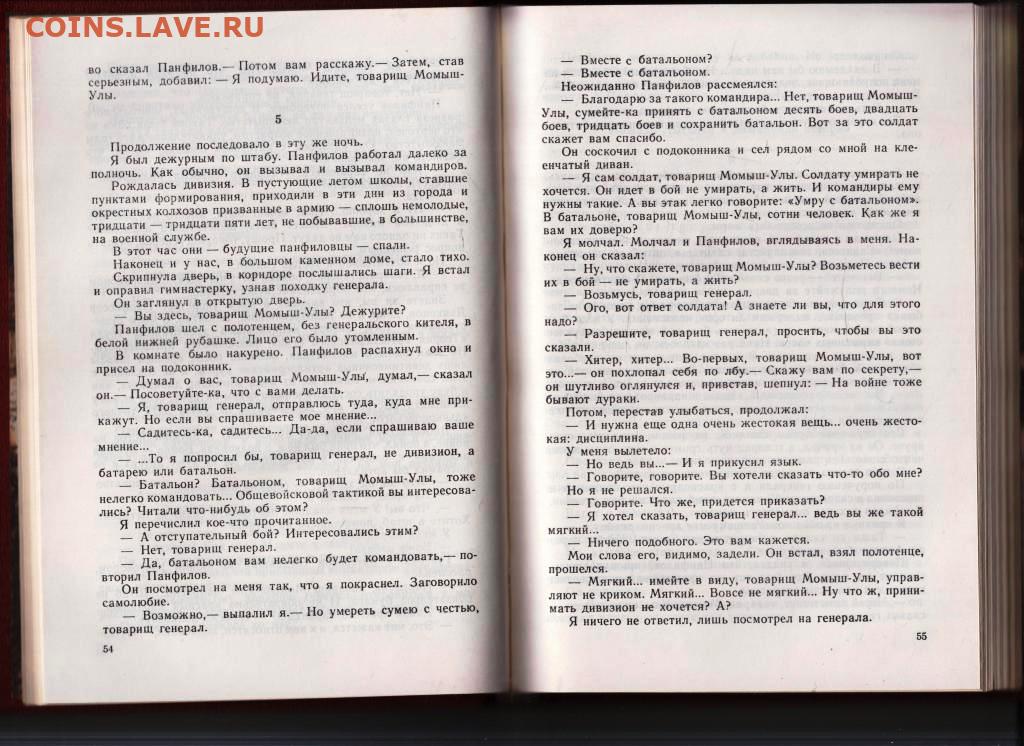 COINS.LAVE.RU
во сказал Панфилов.— Потом вам расскажу.— Затем, став
серьезным, добавил: — Я подумаю. Идите, товарищ Момыш-
Улы.
5
Продолжение последовало в эту же ночь.
Я был дежурным по штабу. Панфилов работал далеко за
полночь. Как обычно, он вызывал и вызывал командиров.
Рождалась дивизия. В пустующие летом школы, ставшие
пунктами формирования, приходили в эти дни из города и
окрестных колхозов призванные в армию — сплошь немолодые,
тридцати — тридцати пяти лет, не побывавшие, в большинстве,
на военной службе.
В этот час они — будущие панфиловцы — спали.
Наконец и у нас, в большом каменном доме, стало тихо.
Скрипнула дверь, в коридоре послышались шаги. Я встал
и оправил гимнастерку, узнав походку генерала.
Он заглянул в открытую дверь.
— Вы здесь, товарищ Момыш-Улы? Дежурите?
Панфилов шел с полотенцем, без генеральского кителя, в
белой нижней рубашке. Лицо его было утомленным.
В комнате было накурено. Панфилов распахнул окно и
присел на подоконник.
— Думал о вас, товарищ Момыш-Улы, думал,— сказал
он.— Посоветуйте-ка, что с вами делать.
— Я, товарищ генерал, отправлюсь туда, куда мне при-
кажут. Но если вы спрашиваете мое мнение...
— Садитесь-ка, садитесь... Да-да, если спрашиваю ваше
мнение...
— ...То я попросил бы, товарищ генерал, не дивизион, а
батарею или батальон.
— Батальон? Батальоном, товарищ Момыш-Улы, тоже
нелегко командовать... Общевойсковой тактикой вы интересова-
лись? Читали что-нибудь об этом?
Я перечислил кое-что прочитанное.
— А отступательный бой? Интересовались этим?
— Нет, товарищ генерал.
— Да, батальоном вам нелегко будет командовать,— по-
вторил Панфилов.
Он посмотрел на меня так, что я покраснел. Заговорило
самолюбие.
— Возможно,— выпалил я.— Но умереть сумею с честью,
товарищ генерал.
54
— Вместе с батальоном?
— Вместе с батальоном.
Неожиданно Панфилов рассмеялся:
— Благодарю за такого командира... Нет, товарищ Момыш-
Улы, сумейте-ка принять с батальоном десять боев, двадцать
боев, тридцать боев и сохранить батальон. Вот за это солдат
скажет вам спасибо.
Он соскочил с подоконника и сел рядом со мной на кле-
енчатый диван.
— Я сам солдат, товарищ Момыш-Улы. Солдату умирать не
хочется. Он идет в бой не умирать, а жить. И командиры ему
нужны такие. А вы этак легко говорите: «Умру с батальоном».
В батальоне, товарищ Момыш-Улы, сотни человек. Как же я
вам их доверю?
Я молчал. Молчал и Панфилов, вглядываясь в меня. На-
конец он сказал:
— Ну, что скажете, товарищ Момыш-Улы? Возьметесь вести
их в бой — не умирать, а жить?
— Возьмусь, товарищ генерал.
— Ого, вот ответ солдата! А знаете ли вы, что для этого
надо?
— Разрешите, товарищ генерал, просить, чтобы вы это
сказали.
— Хитер, хитер... Во-первых, товарищ Момыш-Улы, вот
это...— он похлопал себя по лбу.— Скажу вам по секрету,—
он шутливо оглянулся и, привстав, шепнул: — На войне тоже
бывают дураки.
Потом, перестав улыбаться, продолжал:
— И нужна еще одна очень жестокая вещь... очень жесто-
кая: дисциплина.
У меня вылетело:
— Но ведь вы...— И я прикусил язык.
— Говорите, говорите. Вы хотели сказать что-то обо мне?
Но я не решался.
— Говорите. Что же, придется приказать?
— Я хотел сказать, товарищ генерал... ведь вы же такой
мягкий...
— Ничего подобного. Это вам кажется.
Мои слова его, видимо, задели. Он встал, взял полотенце,
прошелся.
— Мягкий... имейте в виду, товарищ Момыш-Улы, управ-
ляют не криком. Мягкий... Вовсе не мягкий... Ну что ж, прини-
мать дивизион не хочется? А?
Я ничего не ответил, лишь посмотрел на генерала.
55